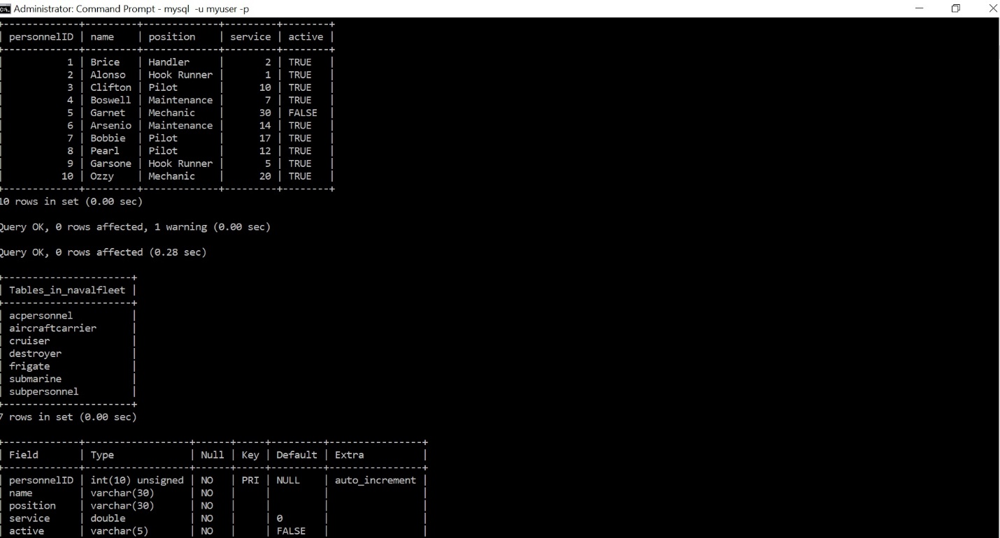 Administrator: Command Prompt - mysql -u myuser -p
+-------------+---------+-------------+---------+--------+
| personnelID | name | position | service | active |
+-------------+---------+-------------+---------+--------+
| 1 | Brice | Handler | 2 | TRUE |
| 2 | Alonso | Hook Runner | 1 | TRUE |
| 3 | Clifton | Pilot | 10 | TRUE |
| 4 | Boswell | Maintenance | 7 | TRUE |
| 5 | Garnet | Mechanic | 30 | FALSE |
| 6 | Arsenio | Maintenance | 14 | TRUE |
| 7 | Bobbie | Pilot | 17 | TRUE |
| 8 | Pearl | Pilot | 12 | TRUE |
| 9 | Garsone | Hook Runner | 5 | TRUE |
| 10 | Ozzy | Mechanic | 20 | TRUE |
+-------------+---------+-------------+---------+--------+
10 rows in set (0.00 sec)
Query OK, 0 rows affected, 1 warning (0.00 sec)
Query OK, 0 rows affected (0.28 sec)
+----------------------+
| Tables_in_navalfleet |
+----------------------+
| acpersonnel |
| aircraftcarrier |
| cruiser |
| destroyer |
| frigate |
| submarine |
| subpersonnel |
+----------------------+
7 rows in set (0.00 sec)
+-------------+------------------+------+-----+---------+----------------+
| Field | Type | Null | Key | Default | Extra |
+-------------+------------------+------+-----+---------+----------------+
| personnelID | int(10) unsigned | NO | PRI | NULL | auto_increment |
| name | varchar(30) | NO | | | |
| position | varchar(30) | NO | | | |
| service | double | NO | | 0 | |
| active | varchar(5) | NO | | FALSE | |